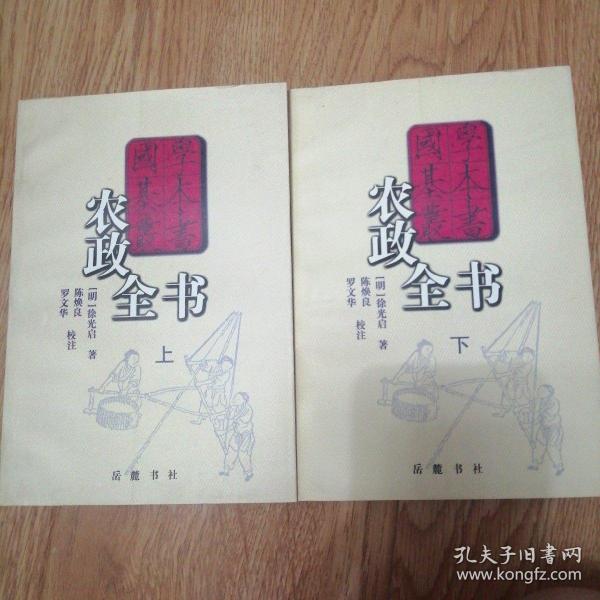 國學基本叢書
农政全书
[明]徐光启 著
陈焕良
罗文华 校注
上
岳麓书社
國學基本叢書
农政全书
[明]徐光启 著
陈焕良
罗文华 校注
下
岳麓书社
孔夫子旧书网
www.kongfz.com